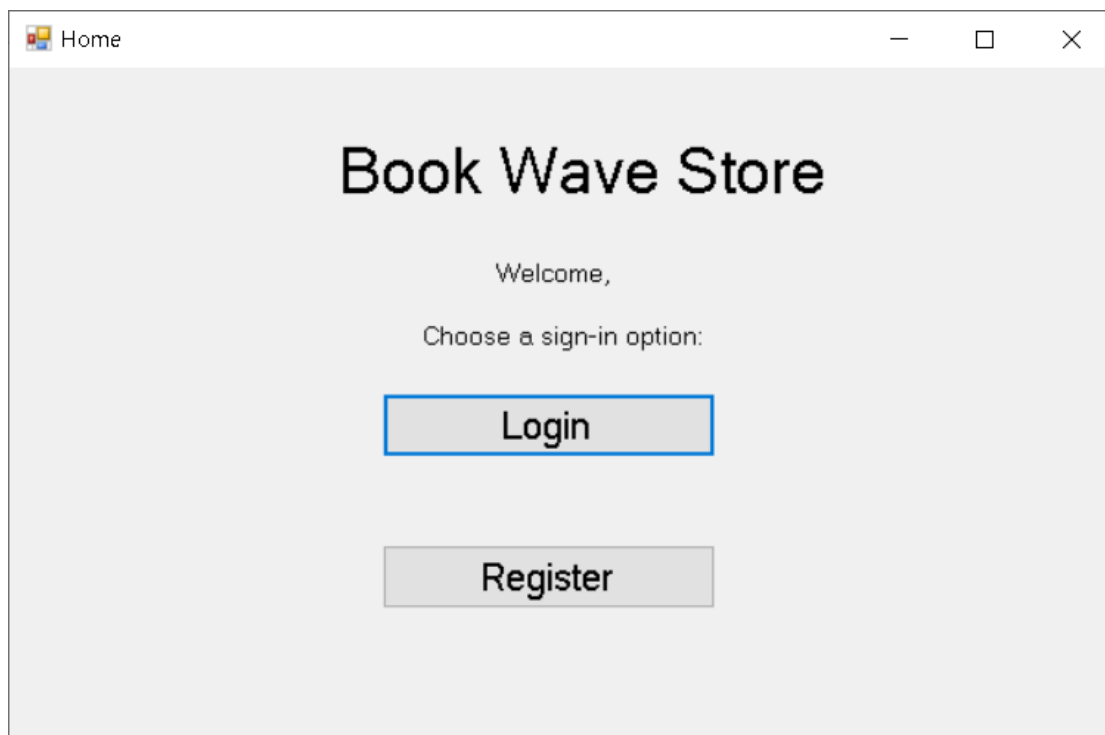 Home
Book Wave Store
Welcome,
Choose a sign-in option:
Login
Register